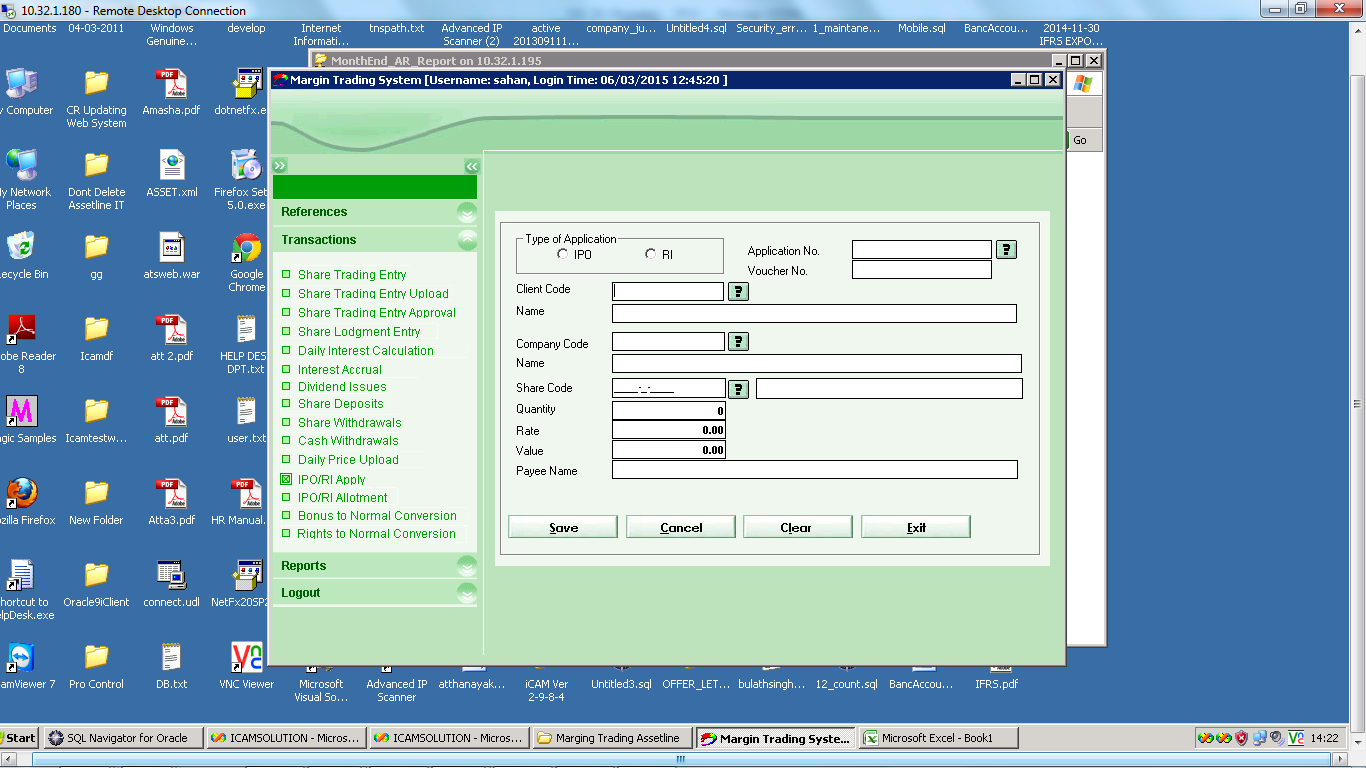 10.32.1.180 - Remote Desktop Connection
Documents 04-03-2011 Windows Genuine... develop Internet Informati... tnspath.txt Advanced IP Scanner (2) active 201309111... company_ju... Untitled4.sql Security_err... 1_maintane... Mobile.sql BancAccou... 2014-11-30 IFRS EXPO...
MonthEnd_AR_Report on 10.32.1.195
Margin Trading System [Username: sahan, Login Time: 06/03/2015 12:45:20 ]
Go
y Computer
CR Updating Web System
Amasha.pdf
dotnetfx.e
ly Network Places
Dont Delete Assetline IT
ASSET.xml
Firefox Set 5.0.exe
ecycle Bin
gg
atsweb.war
Google Chrome
obe Reader 8
Icamdf
att 2.pdf
HELP DES DPT.txt
agic Samples
Icamtestw...
att.pdf
user.txt
ozilla Firefox
New Folder
Atta3.pdf
HR Manual.
hortcut to elpDesk.exe
Oracle9iClient
connect.udl
NetFx20SP2
amViewer 7
Pro Control
DB.txt
VNC Viewer
References
Transactions
Share Trading Entry
Share Trading Entry Upload
Share Trading Entry Approval
Share Lodgment Entry
Daily Interest Calculation
Interest Accrual
Dividend Issues
Share Deposits
Share Withdrawals
Cash Withdrawals
Daily Price Upload
IPO/RI Apply
IPO/RI Allotment
Bonus to Normal Conversion
Rights to Normal Conversion
Reports
Logout
Type of Application
IPO RI
Application No. ?
Voucher No.
Client Code ?
Name
Company Code ?
Name
Share Code ____-_-____ ?
Quantity 0
Rate 0.00
Value 0.00
Payee Name
Save Cancel Clear Exit
Microsoft Visual So... Advanced IP Scanner atthanayak... iCAM Ver 2-9-8-4 Untitled3.sql OFFER_LET... bulathsingh... 12_count.sql BancAccou... IFRS.pdf
Start SQL Navigator for Oracle ICAMSOLUTION - Micros... ICAMSOLUTION - Micros... Marging Trading Assetline Margin Trading Syste... Microsoft Excel - Book1 14:22